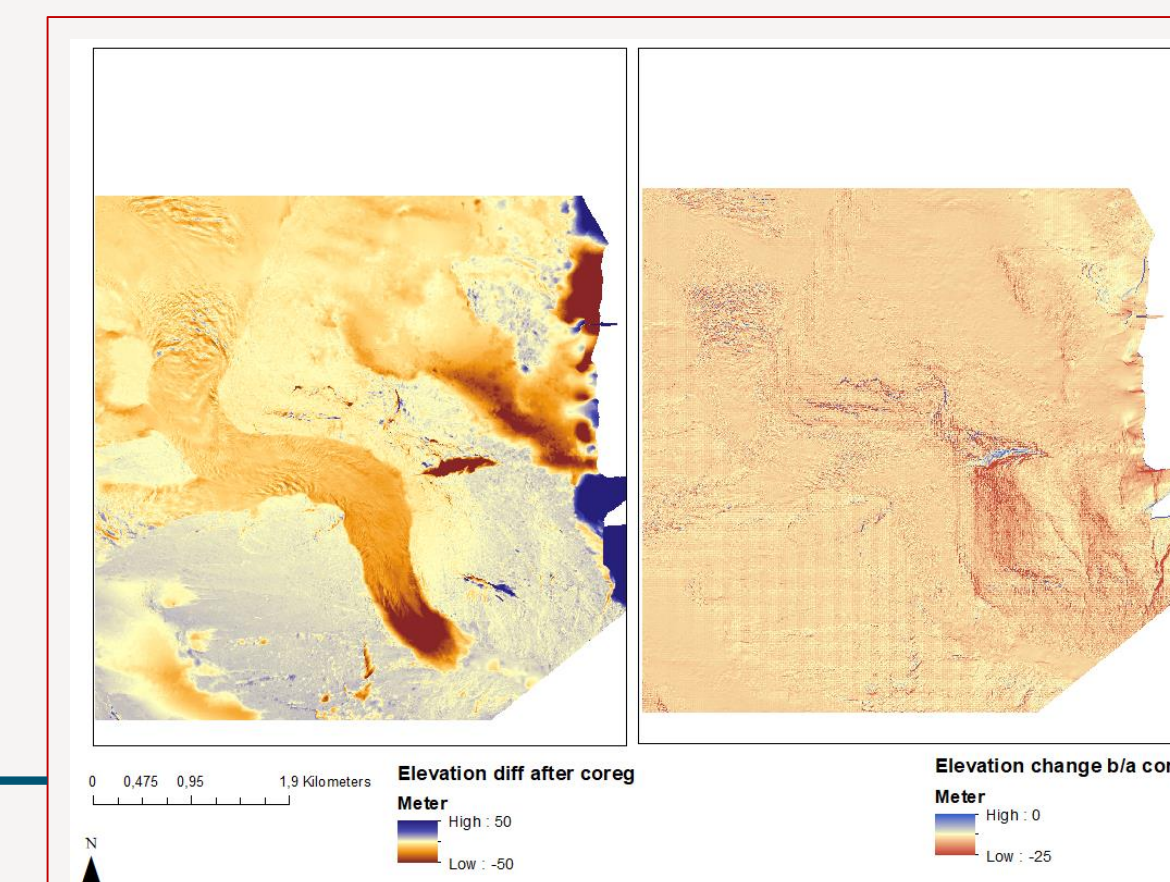 0 0,475 0,95 1,9 Kilometers
N
Elevation diff after coreg
Meter
High : 50
Low : -50
Elevation change b/a
Meter
High : 0
Low : -25